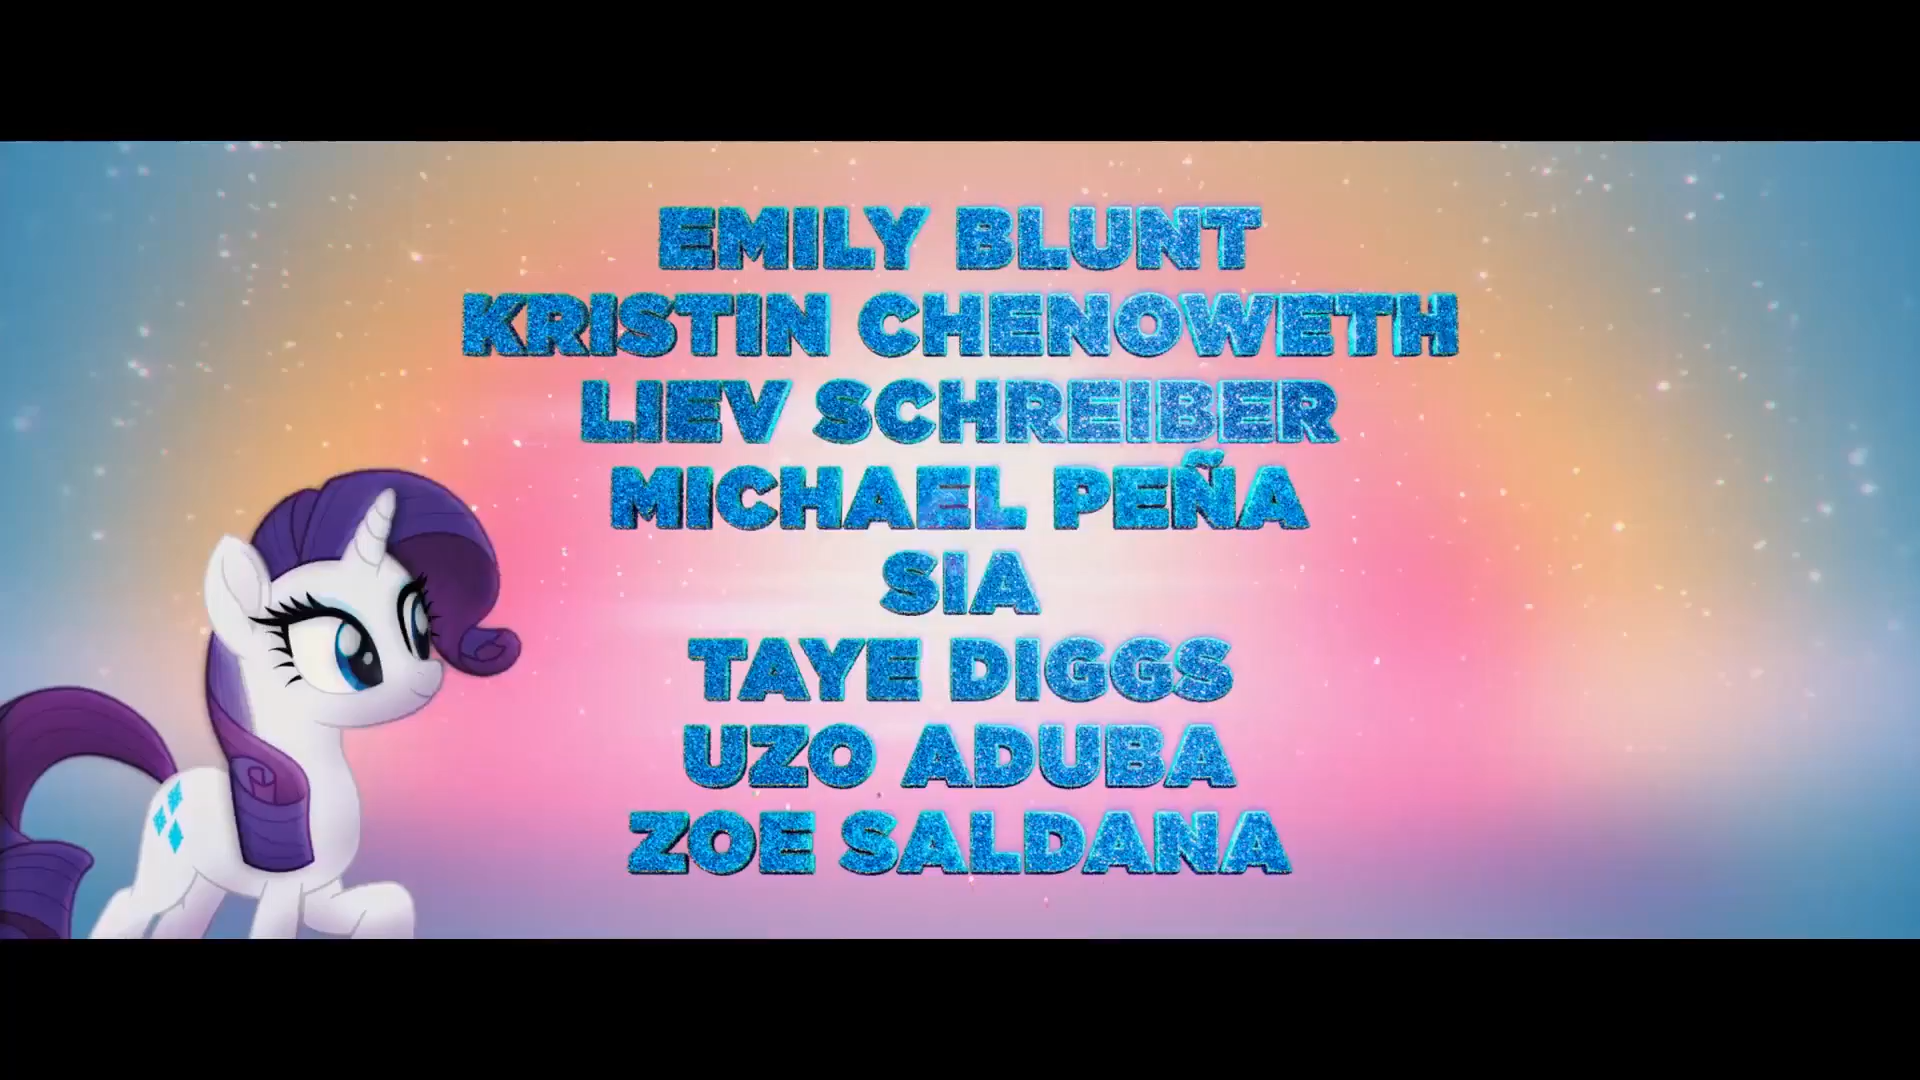 EMILY BLUNT
KRISTIN CHENOWETH
LIEV SCHREIBER
MICHAEL PEÑA
SIA
TAYE DIGGS
UZO ADUBA
ZOE SALDANA